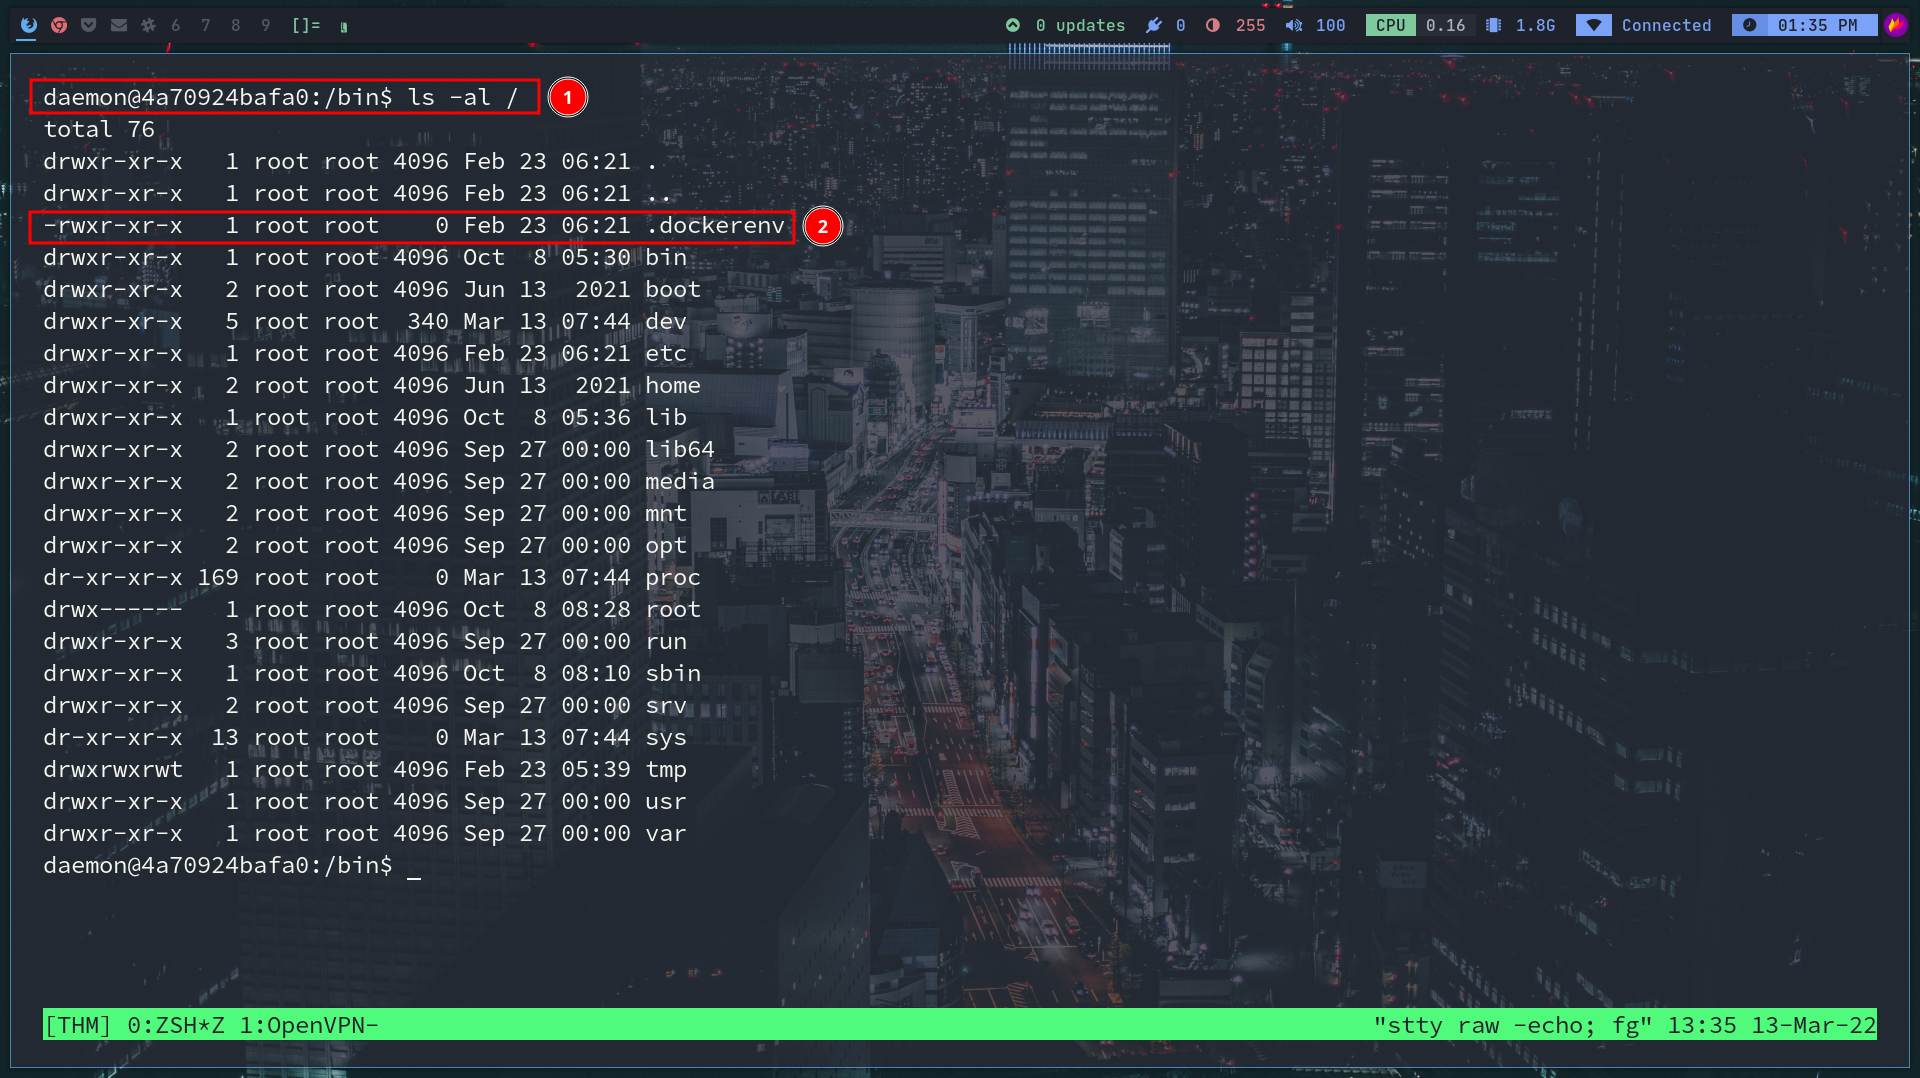 6 7 8 9 []= 0 updates 0 255 100 CPU 0.16 1.8G Connected 01:35 PM
daemon@4a70924bafa0:/bin$ ls -al / 1
total 76
drwxr-xr-x   1 root root 4096 Feb 23 06:21 .
drwxr-xr-x   1 root root 4096 Feb 23 06:21 ..
-rwxr-xr-x   1 root root    0 Feb 23 06:21 .dockerenv 2
drwxr-xr-x   1 root root 4096 Oct  8 05:30 bin
drwxr-xr-x   2 root root 4096 Jun 13  2021 boot
drwxr-xr-x   5 root root  340 Mar 13 07:44 dev
drwxr-xr-x   1 root root 4096 Feb 23 06:21 etc
drwxr-xr-x   2 root root 4096 Jun 13  2021 home
drwxr-xr-x   1 root root 4096 Oct  8 05:36 lib
drwxr-xr-x   2 root root 4096 Sep 27 00:00 lib64
drwxr-xr-x   2 root root 4096 Sep 27 00:00 media
drwxr-xr-x   2 root root 4096 Sep 27 00:00 mnt
drwxr-xr-x   2 root root 4096 Sep 27 00:00 opt
dr-xr-xr-x 169 root root    0 Mar 13 07:44 proc
drwx------   1 root root 4096 Oct  8 08:28 root
drwxr-xr-x   3 root root 4096 Sep 27 00:00 run
drwxr-xr-x   1 root root 4096 Oct  8 08:10 sbin
drwxr-xr-x   2 root root 4096 Sep 27 00:00 srv
dr-xr-xr-x  13 root root    0 Mar 13 07:44 sys
drwxrwxrwt   1 root root 4096 Feb 23 05:39 tmp
drwxr-xr-x   1 root root 4096 Sep 27 00:00 usr
drwxr-xr-x   1 root root 4096 Sep 27 00:00 var
daemon@4a70924bafa0:/bin$ _
[THM] 0:ZSH*Z 1:OpenVPN- "stty raw -echo; fg" 13:35 13-Mar-22